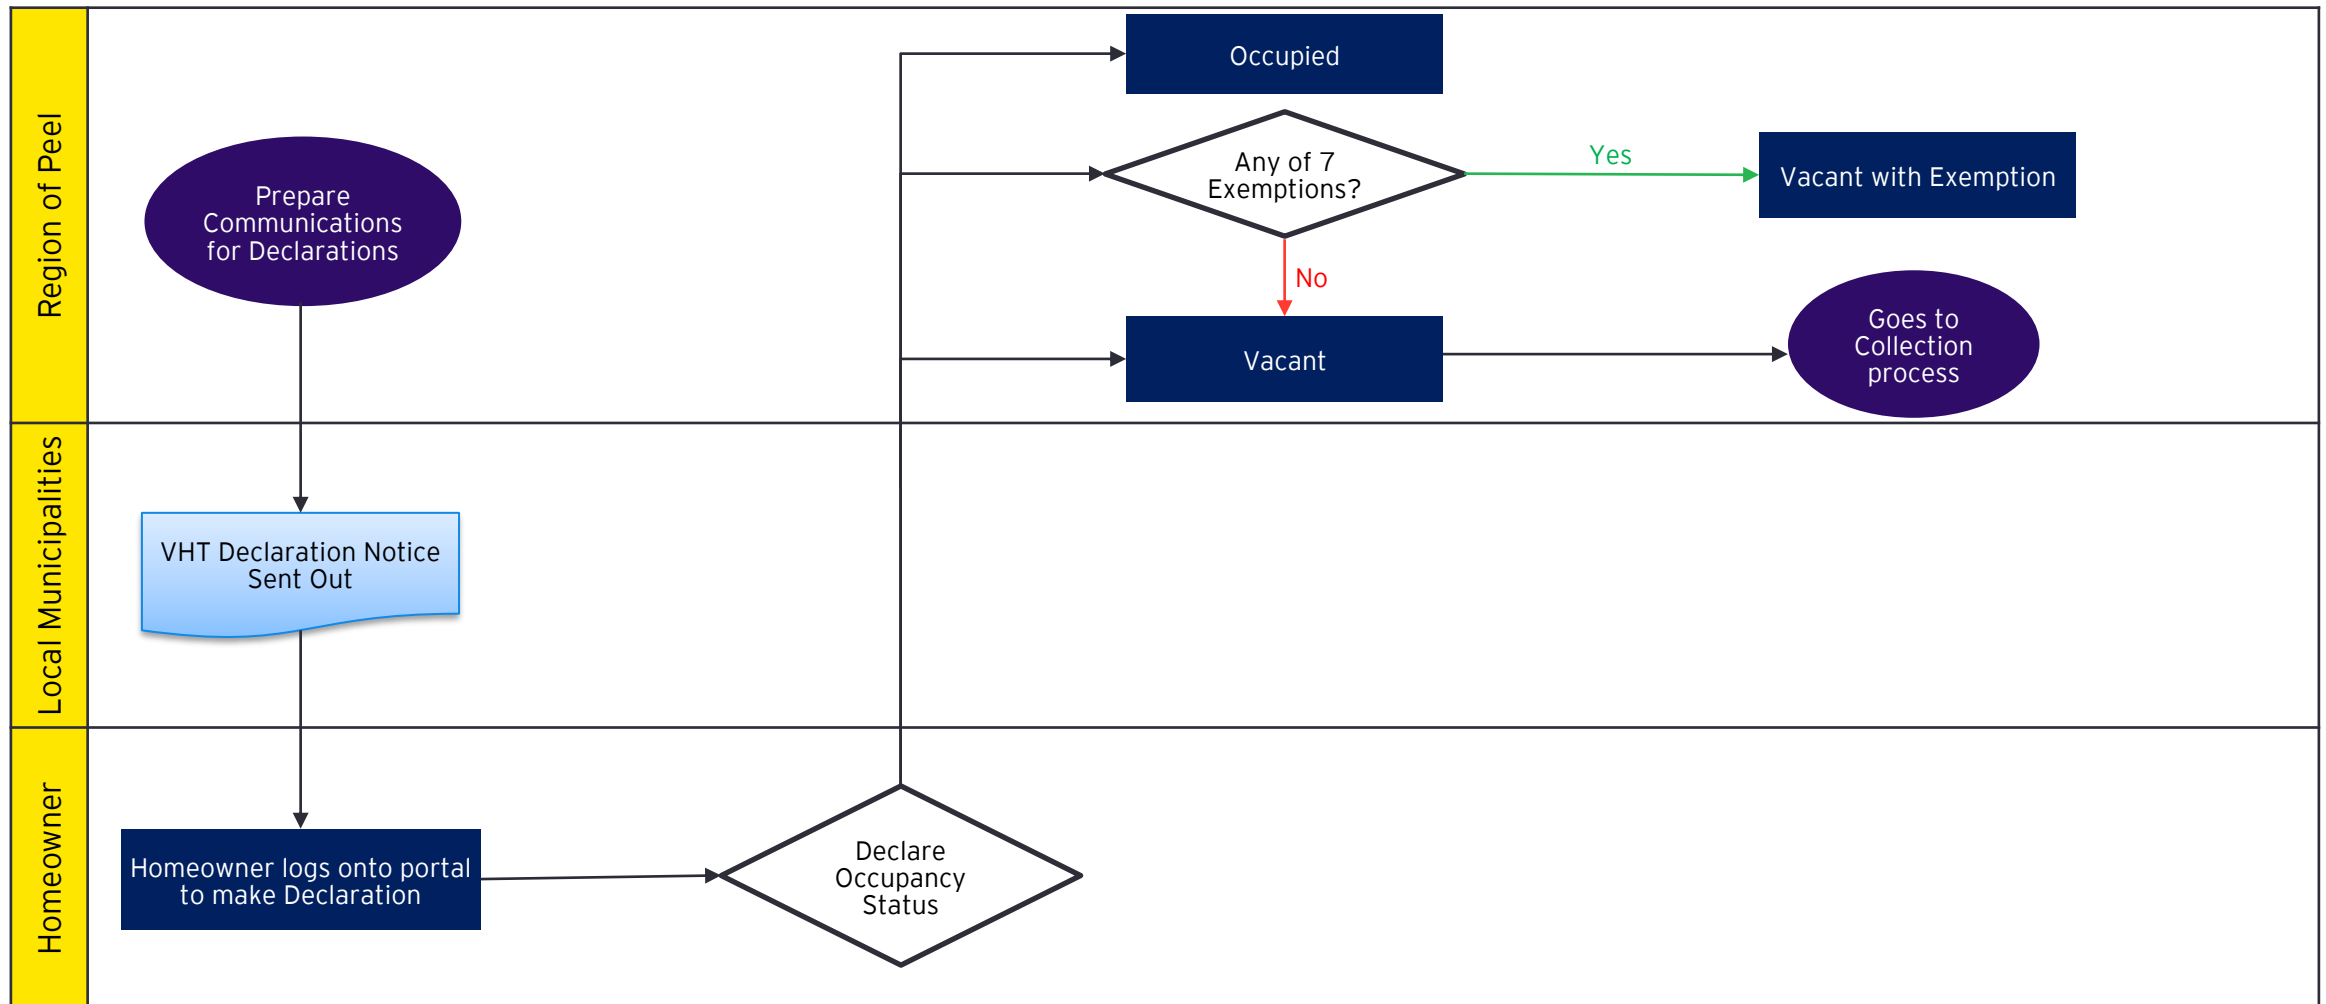 Region of Peel
Prepare
Communications
for Declarations
Occupied
Any of 7
Exemptions?
Yes
Vacant with Exemption
No
Vacant
Goes to
Collection
process
Local Municipalities
VHT Declaration Notice
Sent Out
Homeowner
Homeowner logs onto portal
to make Declaration
Declare
Occupancy
Status